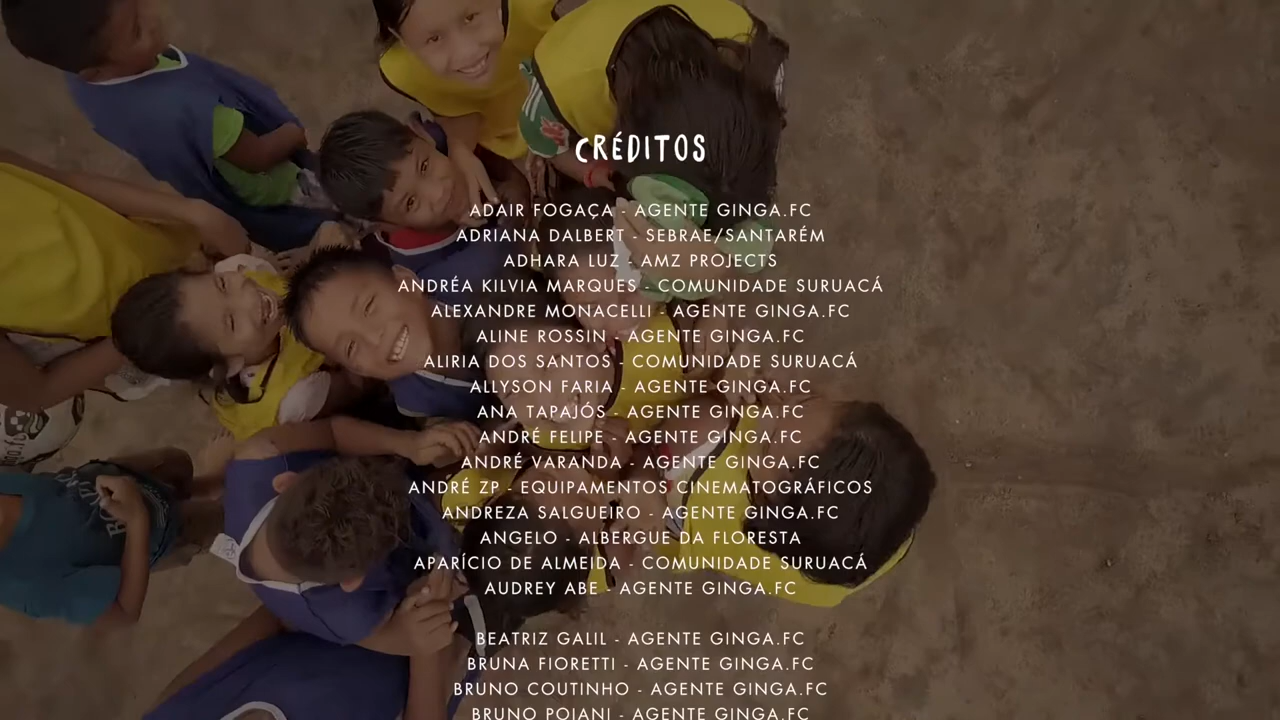 CRÉDITOS
ADAIR FOGAÇA - AGENTE GINGA.FC
ADRIANA DALBERT - SEBRAE/SANTARÉM
ADHARA LUZ - AMZ PROJECTS
ANDRÉA KILVIA MARQUES - COMUNIDADE SURUACÁ
ALEXANDRE MONACELLI - AGENTE GINGA.FC
ALINE ROSSIN - AGENTE GINGA.FC
ALIRIA DOS SANTOS - COMUNIDADE SURUACÁ
ALLYSON FARIA - AGENTE GINGA.FC
ANA TAPAJÓS - AGENTE GINGA.FC
ANDRÉ FELIPE - AGENTE GINGA.FC
ANDRÉ VARANDA - AGENTE GINGA.FC
ANDRÉ ZP - EQUIPAMENTOS CINEMATOGRÁFICOS
ANDREZA SALGUEIRO - AGENTE GINGA.FC
ANGELO - ALBERGUE DA FLORESTA
APARÍCIO DE ALMEIDA - COMUNIDADE SURUACÁ
AUDREY ABE - AGENTE GINGA.FC
BEATRIZ GALIL - AGENTE GINGA.FC
BRUNA FIORETTI - AGENTE GINGA.FC
BRUNO COUTINHO - AGENTE GINGA.FC
BRUNO POIANI - AGENTE GINGA.FC